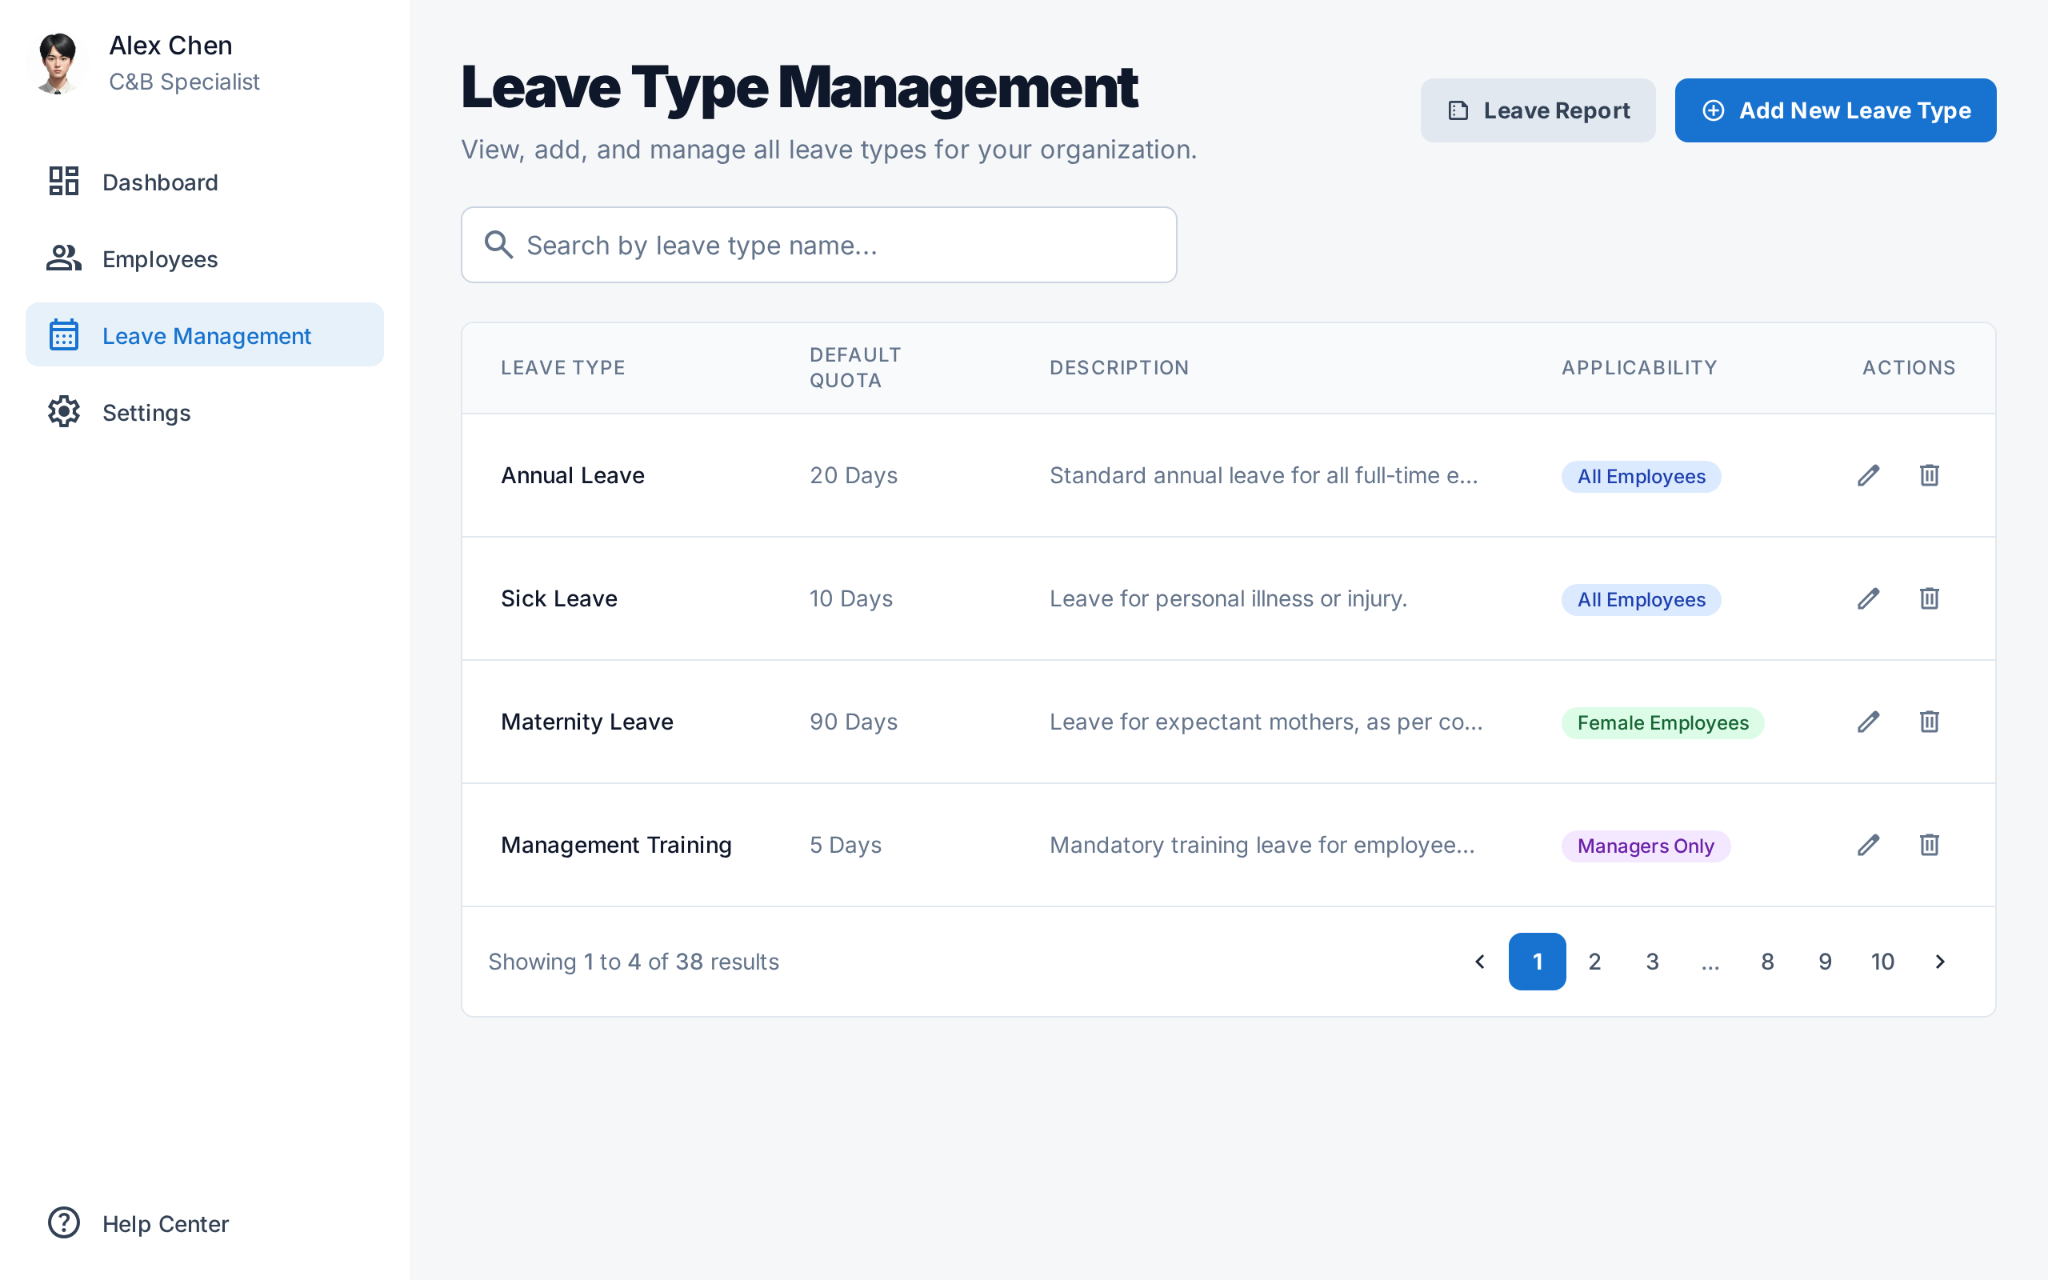 Alex Chen
C&B Specialist
Dashboard
Employees
Leave Management
Settings
Help Center
Leave Type Management
View, add, and manage all leave types for your organization.
Leave Report
Add New Leave Type
Search by leave type name...
LEAVE TYPE
DEFAULT
QUOTA
DESCRIPTION
APPLICABILITY
ACTIONS
Annual Leave
20 Days
Standard annual leave for all full-time e...
All Employees
Sick Leave
10 Days
Leave for personal illness or injury.
All Employees
Maternity Leave
90 Days
Leave for expectant mothers, as per co...
Female Employees
Management Training
5 Days
Mandatory training leave for employee...
Managers Only
Showing 1 to 4 of 38 results
1 2 3 ... 8 9 10